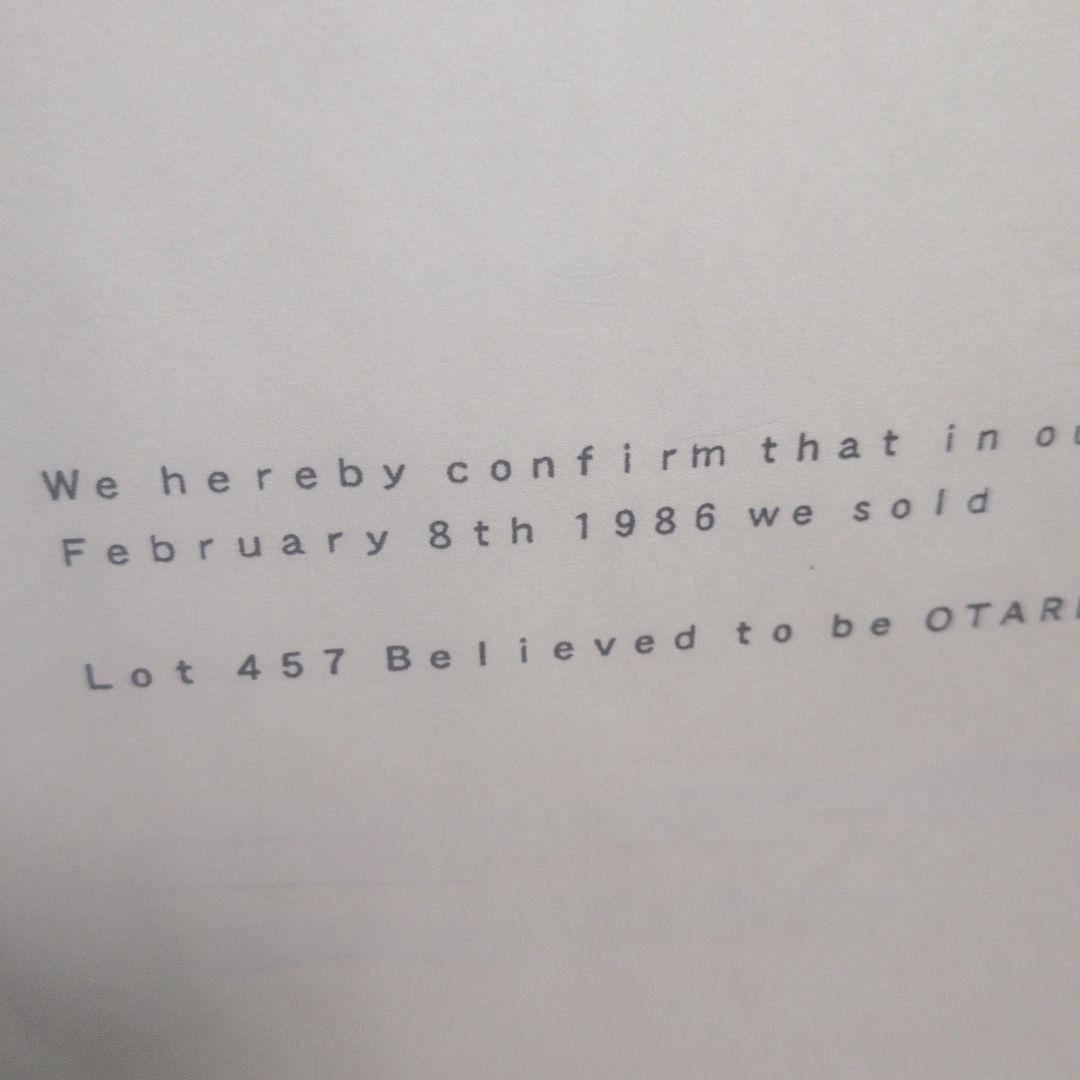 We hereby confirm that in
February 8th 1986 we sold
Lot 457 Believed to be